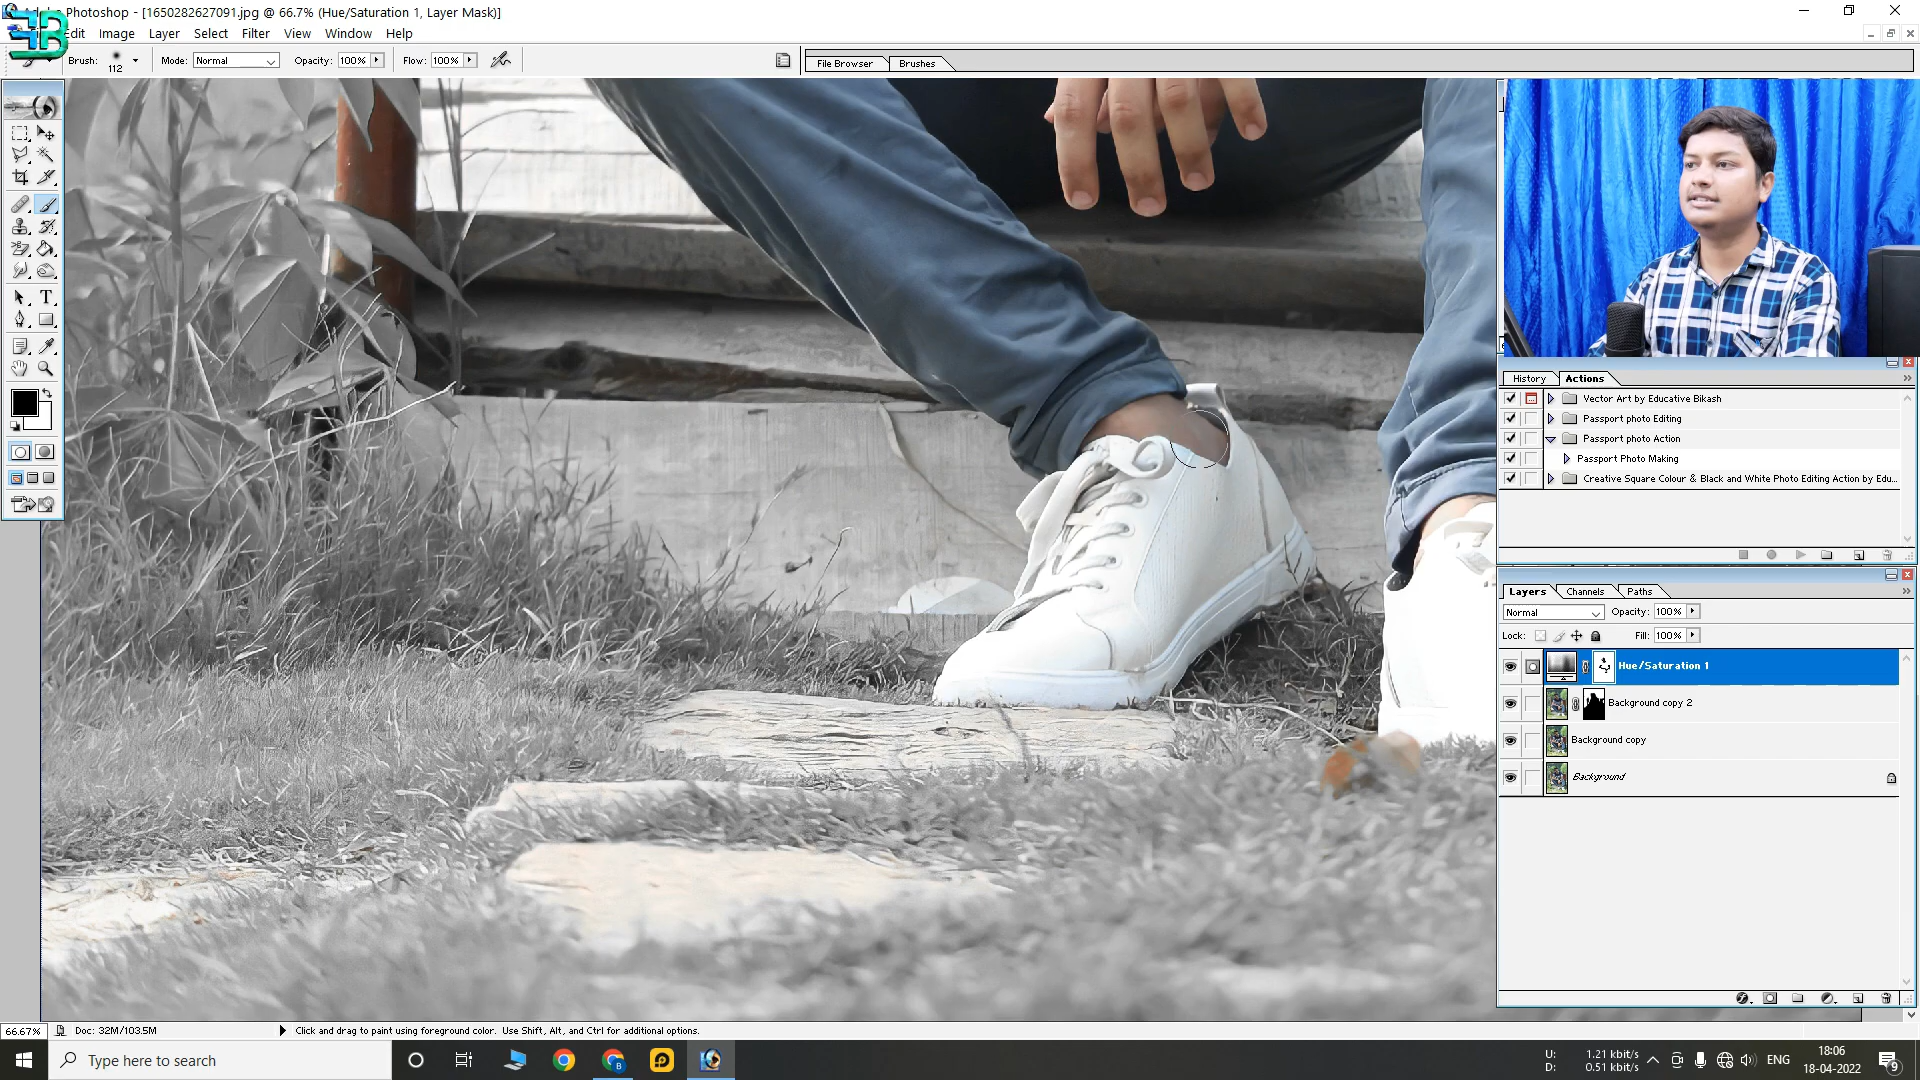 Adobe Photoshop - [1650282627091.jpg @ 66.7% (Hue/Saturation 1, Layer Mask)]
Edit Image Layer Select Filter View Window Help
Brush: 112 Mode: Normal Opacity: 100% Flow: 100% File Browser Brushes
History Actions
Vector Art by Educative Bikash
Passport photo Editing
Passport photo Action
Passport Photo Making
Creative Square Colour & Black and White Photo Editing Action by Edu...
Layers Channels Paths
Normal Opacity: 100%
Lock: Fill: 100%
Hue/Saturation 1
Background copy 2
Background copy
Background
66.67% Doc: 32M/103.5M Click and drag to paint using foreground color. Use Shift, Alt, and Ctrl for additional options.
Type here to search
U: 1.21 kbit/s
D: 0.51 kbit/s
ENG
18:06
18-04-2022
9